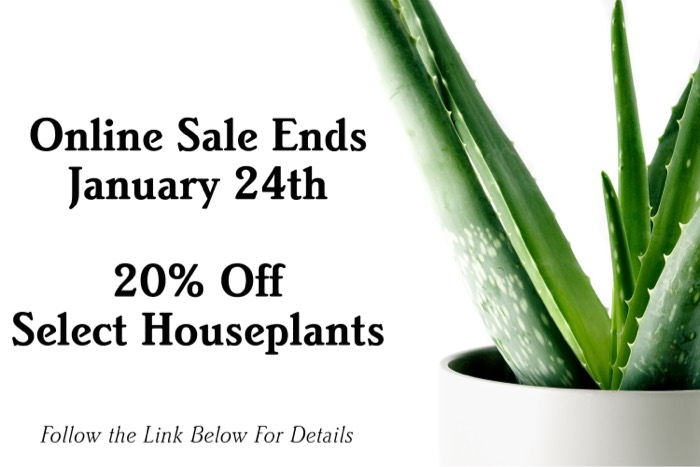 Online Sale Ends
January 24th
20% Off
Select Houseplants
Follow the Link Below For Details